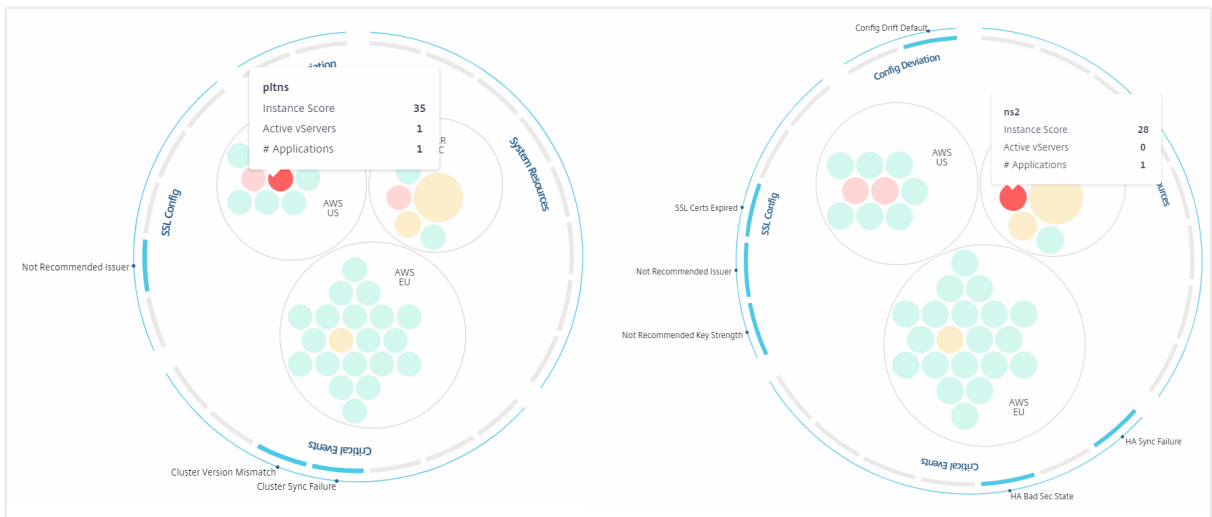 iation
pltns
Instance Score 35
Active vServers 1
# Applications 1
R
C
AWS
US
System Resources
SSL Config
Not Recommended Issuer
AWS
EU
Critical Events
Cluster Version Mismatch
Cluster Sync Failure
Config Drift Default
Config Deviation
ns2
Instance Score 28
Active vServers 0
# Applications 1
AWS
US
ources
SSL Certs Expired
SSL Config
Not Recommended Issuer
Not Recommended Key Strength
AWS
EU
HA Sync Failure
Critical Events
HA Bad Sec State